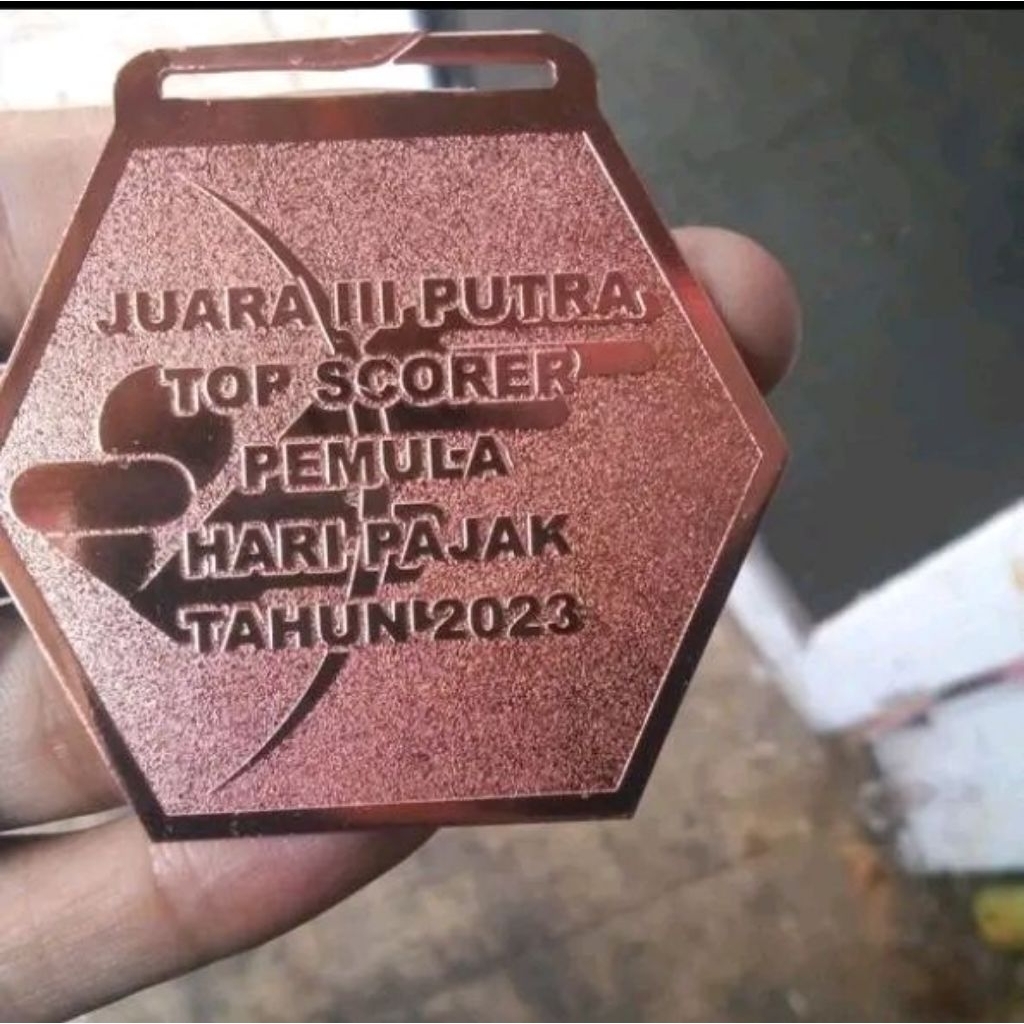 JUARA III PUTRA
TOP SCORER
PEMULA
HARI PAJAK
TAHUN 2023